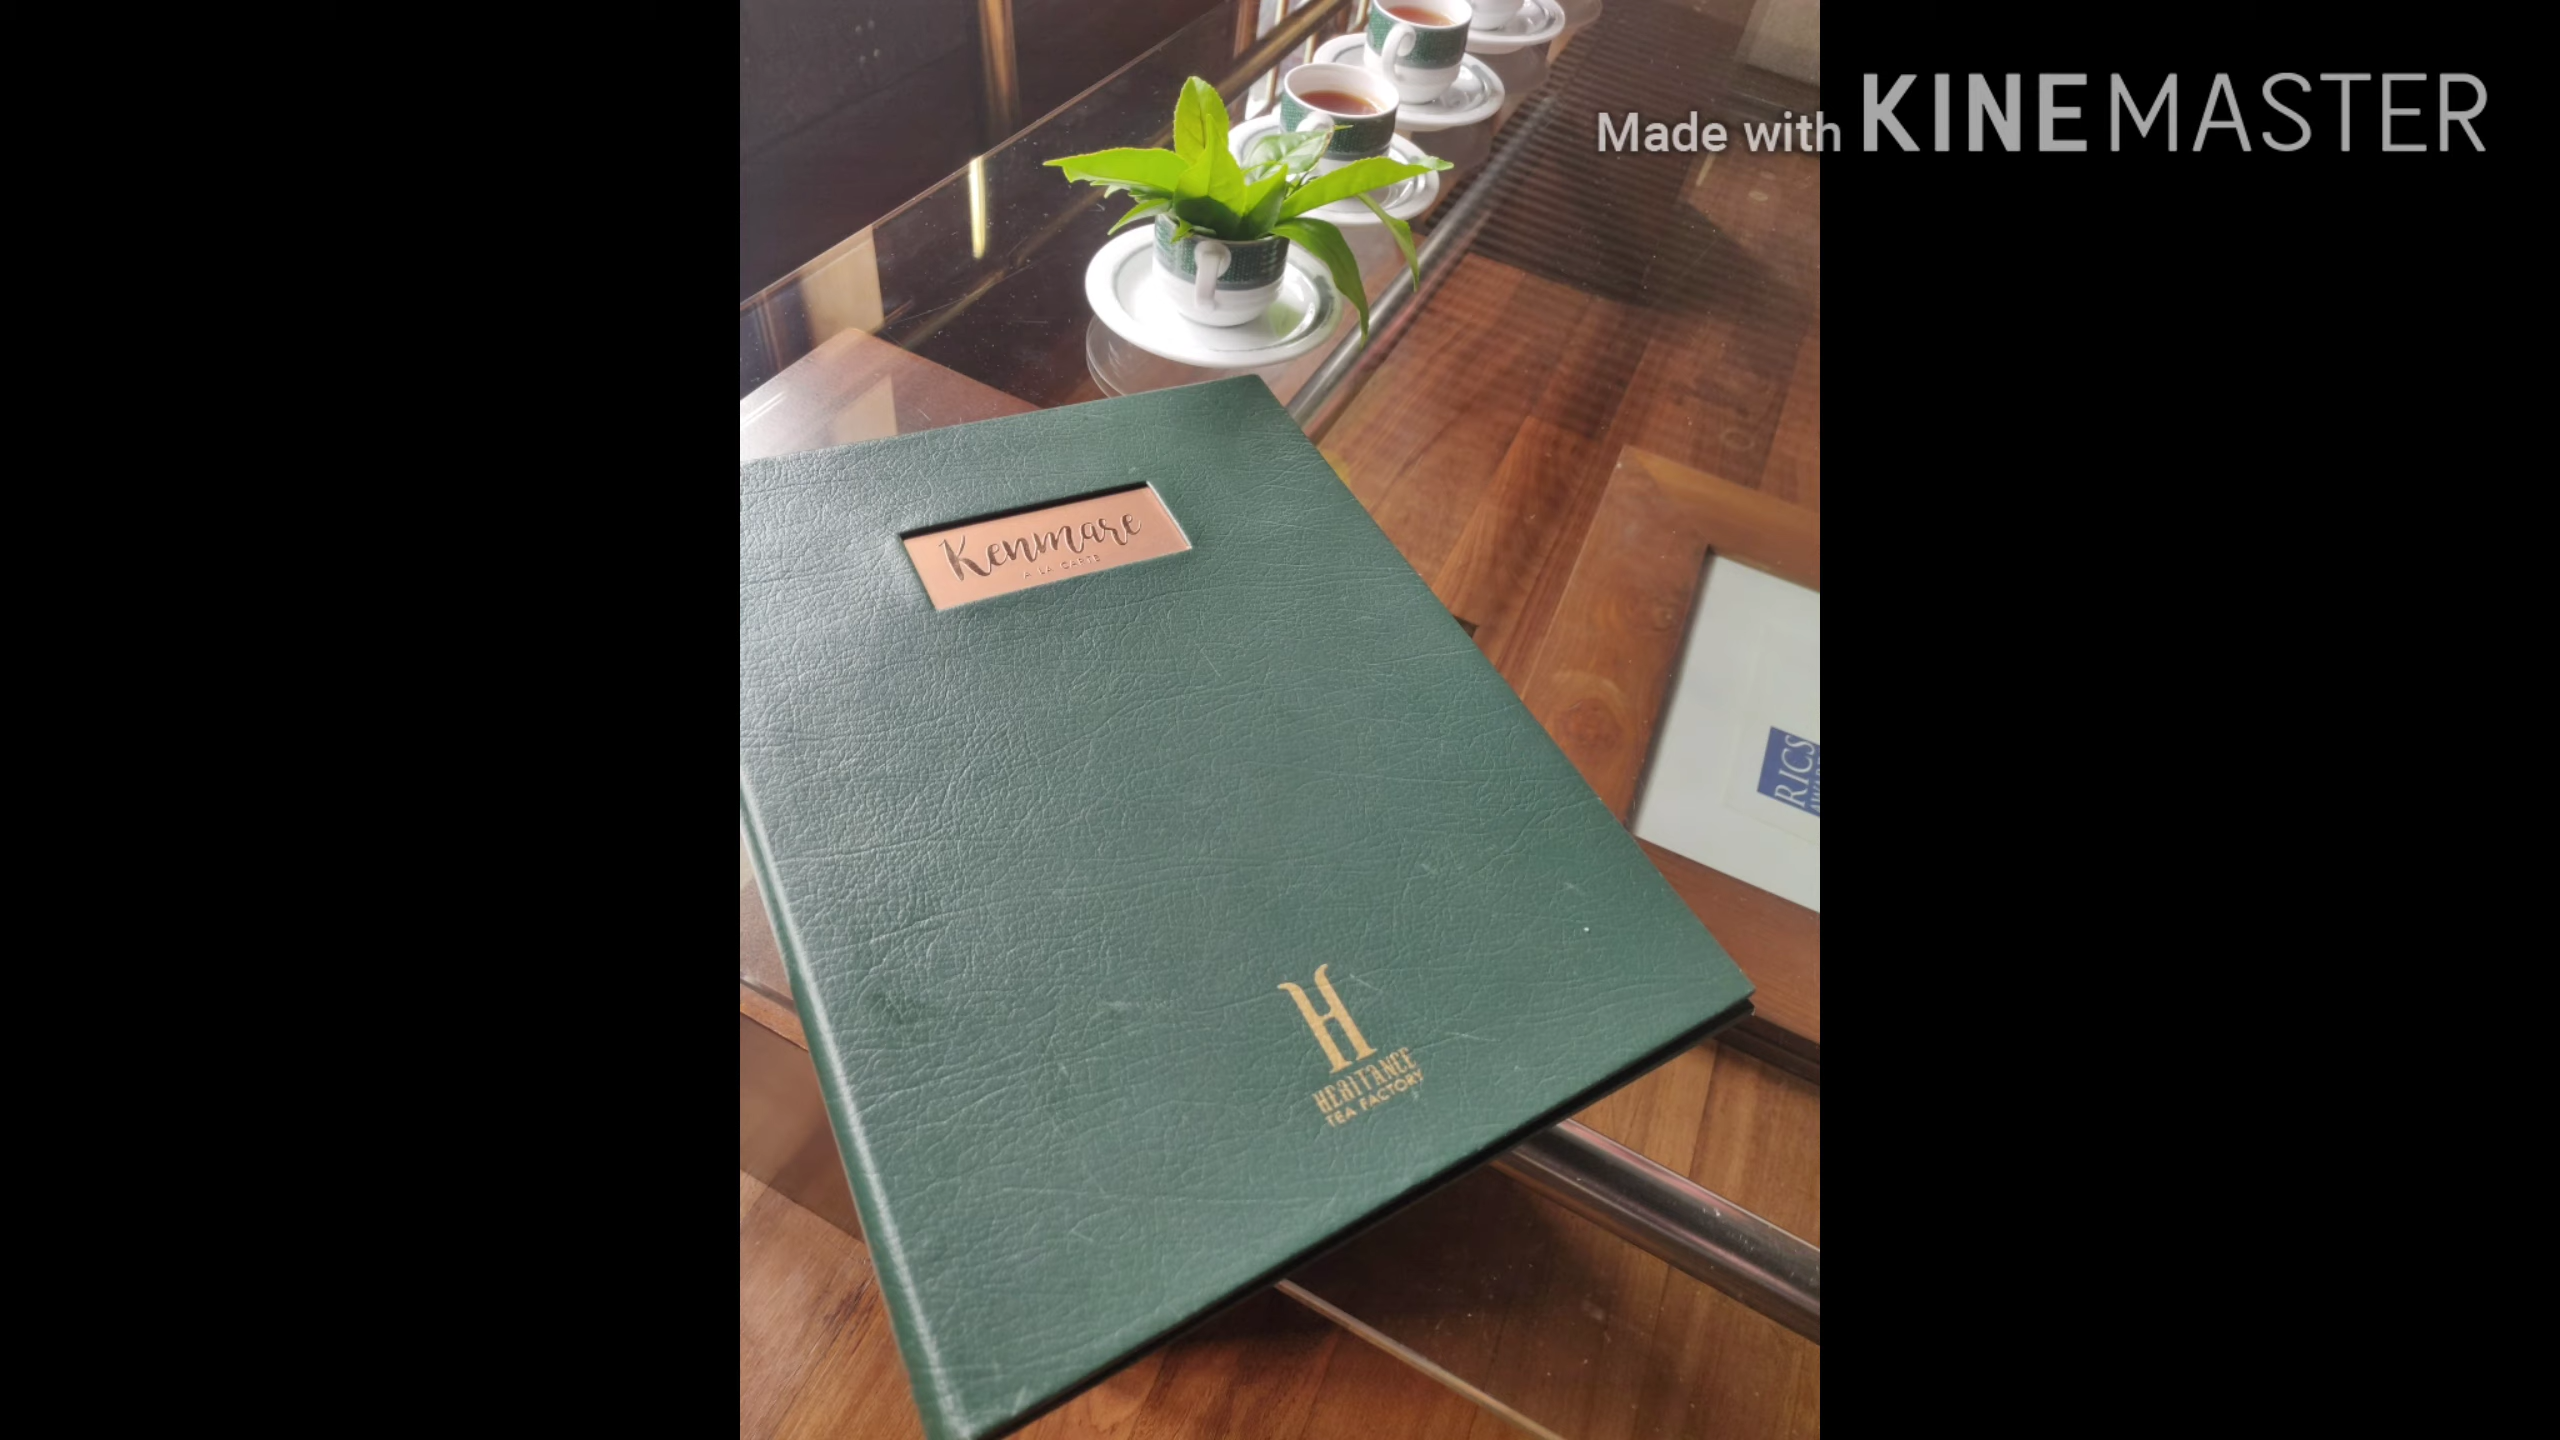 Made with KINEMASTER
Kenmare
A LA CARTE
RICS
H
HERITANCE
TEA FACTORY